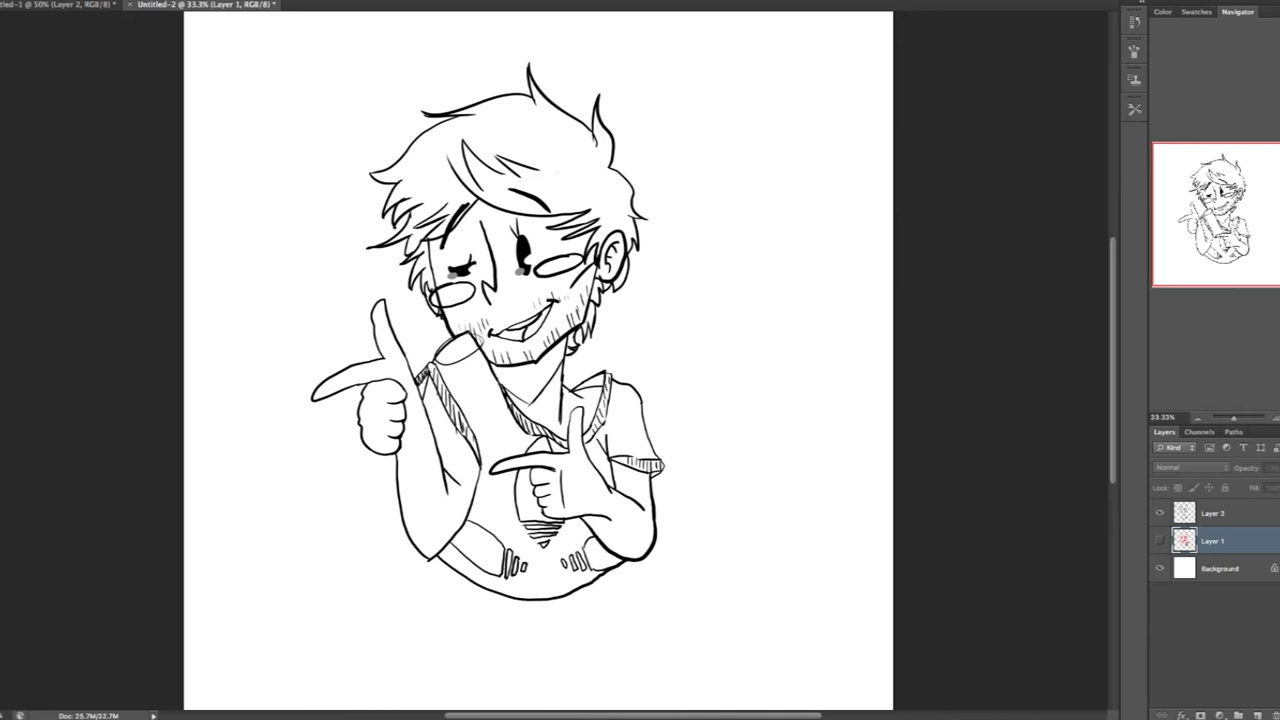 tled-1 @ 50% (Layer 2, RGB/8) *
× Untitled-2 @ 33.3% (Layer 1, RGB/8) *
Color Swatches Navigator
33.33%
Layers Channels Paths
Kind
Normal Opacity:
Lock: Fill:
Layer 2
Layer 1
Background
Doc: 25.7M/32.7M